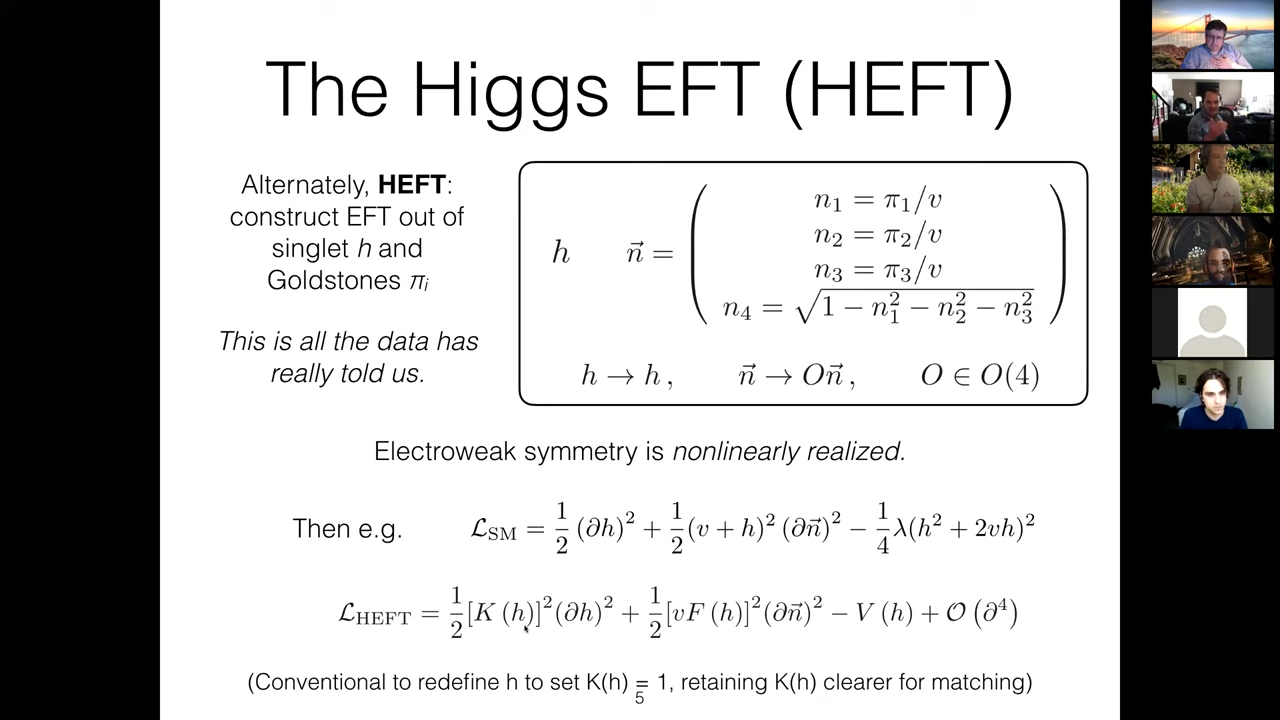 The Higgs EFT (HEFT)
Alternately, HEFT:
construct EFT out of
singlet h and
Goldstones πᵢ
This is all the data has
really told us.
n₁ = π₁/v
n₂ = π₂/v
h n⃗ =
n₃ = π₃/v
n₄ = √(1 − n₁² − n₂² − n₃²)
h → h , n⃗ → On⃗ , O ∈ O(4)
Electroweak symmetry is nonlinearly realized.
Then e.g. ℒ_SM = 1/2 (∂h)² + 1/2 (v + h)² (∂n⃗)² − 1/4 λ(h² + 2vh)²
ℒ_HEFT = 1/2 [K (h)]² (∂h)² + 1/2 [vF (h)]² (∂n⃗)² − V (h) + 𝒪 (∂⁴)
(Conventional to redefine h to set K(h) = 1, retaining K(h) clearer for matching)
5